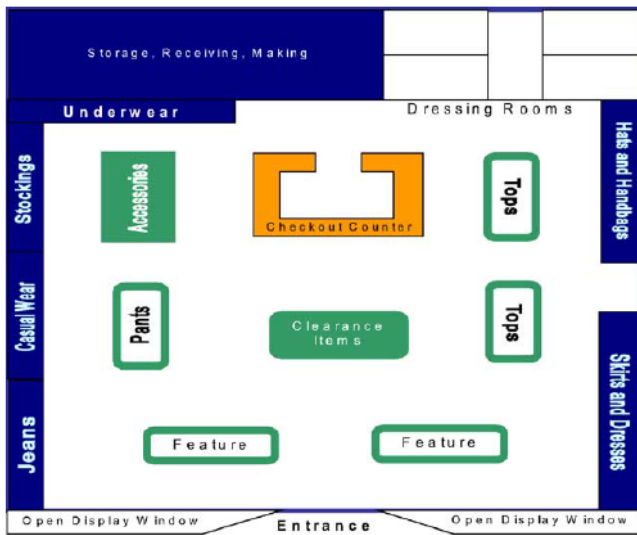 Storage, Receiving, Making
Underwear
Dressing Rooms
Stockings
Accessories
Checkout Counter
Tops
Hats and Handbags
Casual Wear
Pants
Clearance
Items
Tops
Skirts and Dresses
Jeans
Feature
Feature
Open Display Window
Entrance
Open Display Window